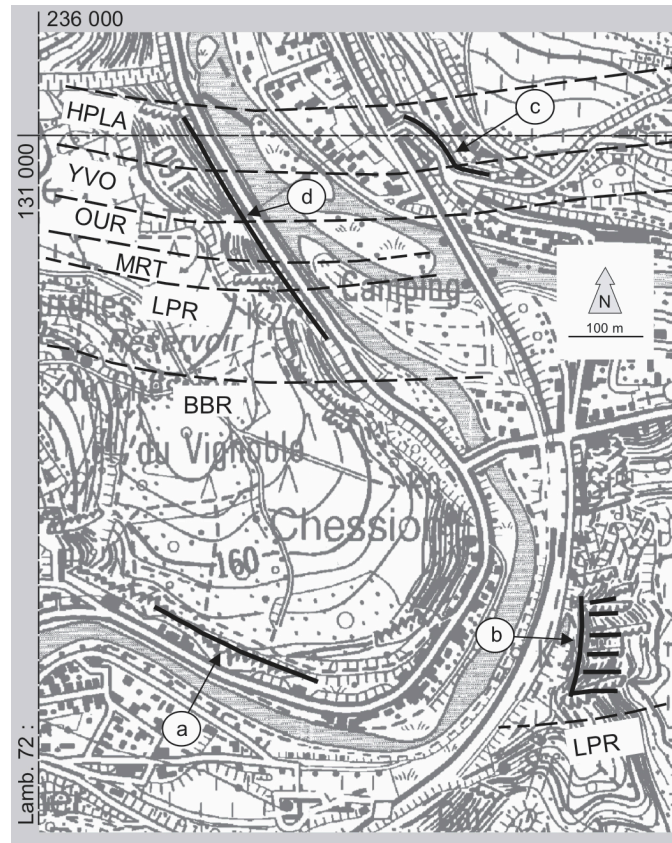 236 000
HPLA
c
131 000
YVO
d
OUR
MRT
N
LPR
Camping
100 m
Réservoir
BBR
du Vignoble
Chession
160
b
a
LPR
Lamb. 72 :